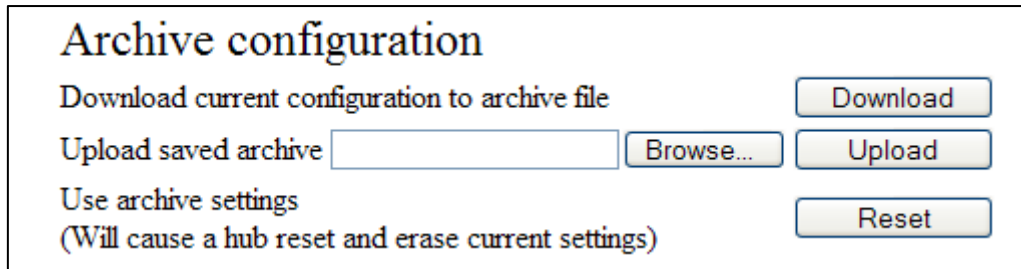 Archive configuration
Download current configuration to archive file Download
Upload saved archive Browse... Upload
Use archive settings
(Will cause a hub reset and erase current settings) Reset